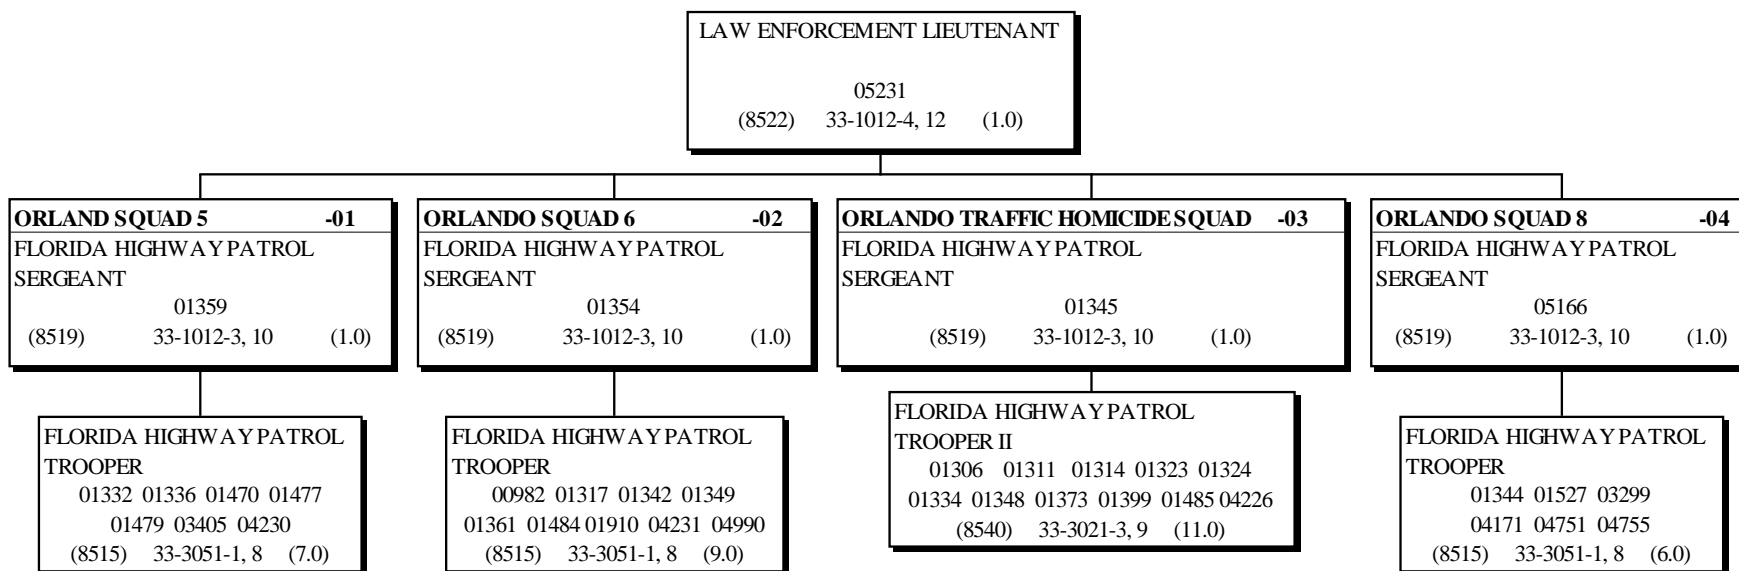 LAW ENFORCEMENT LIEUTENANT
05231
(8522) 33-1012-4, 12 (1.0)
ORLAND SQUAD 5 -01
FLORIDA HIGHWAY PATROL
SERGEANT
01359
(8519) 33-1012-3, 10 (1.0)
FLORIDA HIGHWAY PATROL
TROOPER
01332 01336 01470 01477
01479 03405 04230
(8515) 33-3051-1, 8 (7.0)
ORLANDO SQUAD 6 -02
FLORIDA HIGHWAY PATROL
SERGEANT
01354
(8519) 33-1012-3, 10 (1.0)
FLORIDA HIGHWAY PATROL
TROOPER
00982 01317 01342 01349
01361 01484 01910 04231 04990
(8515) 33-3051-1, 8 (9.0)
ORLANDO TRAFFIC HOMICIDE SQUAD -03
FLORIDA HIGHWAY PATROL
SERGEANT
01345
(8519) 33-1012-3, 10 (1.0)
FLORIDA HIGHWAY PATROL
TROOPER II
01306 01311 01314 01323 01324
01334 01348 01373 01399 01485 04226
(8540) 33-3021-3, 9 (11.0)
ORLANDO SQUAD 8 -04
FLORIDA HIGHWAY PATROL
SERGEANT
05166
(8519) 33-1012-3, 10 (1.0)
FLORIDA HIGHWAY PATROL
TROOPER
01344 01527 03299
04171 04751 04755
(8515) 33-3051-1, 8 (6.0)